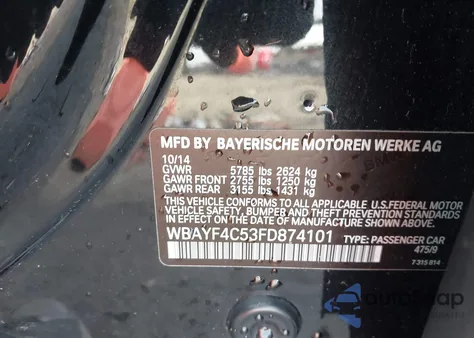 MFD BY BAYERISCHE MOTOREN WERKE AG
10/14
GVWR 5785 lbs 2624 kg
GAWR FRONT 2755 lbs 1250 kg
GAWR REAR 3155 lbs 1431 kg
THIS VEHICLE CONFORMS TO ALL APPLICABLE U.S.FEDERAL MOTOR
VEHICLE SAFETY, BUMPER, AND THEFT PREVENTION STANDARDS
IN EFFECT ON THE DATE OF MANUFACTURE SHOWN ABOVE.
WBAYF4C53FD874101 TYPE: PASSENGER CAR
475/9
7 315 814